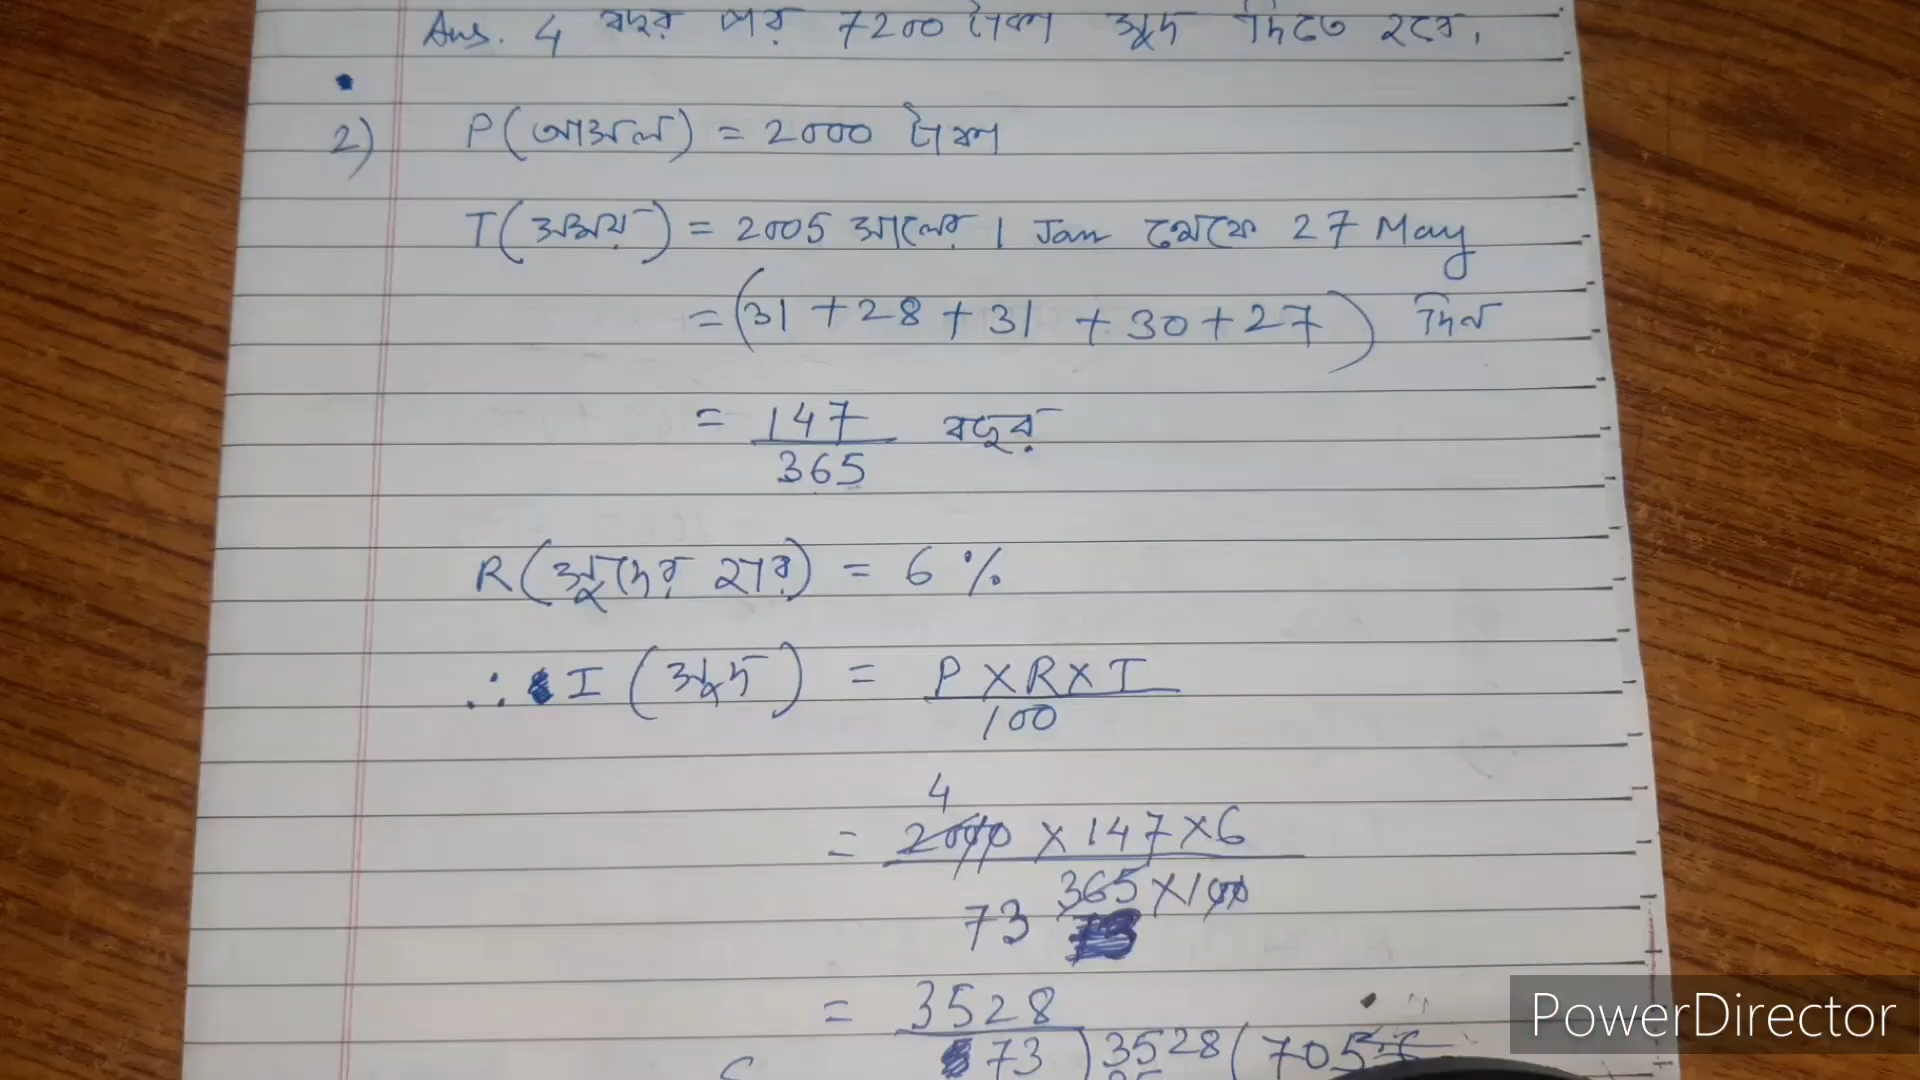 Ans. 4 বছর পর 7200 টাকা সুদ দিতে হবে,
2) P(আসল) = 2000 টাকা
T(সময়) = 2005 সালের 1 Jan থেকে 27 May
= (31 + 28 + 31 + 30 + 27) দিন
= 147/365 বছর
R(সুদের হার) = 6 %
∴ I (সুদ) = P X R X T
100
4
= 2000 X 147 X 6
365 X 100
73
= 3528
73 ) 3528 ( 705
PowerDirector